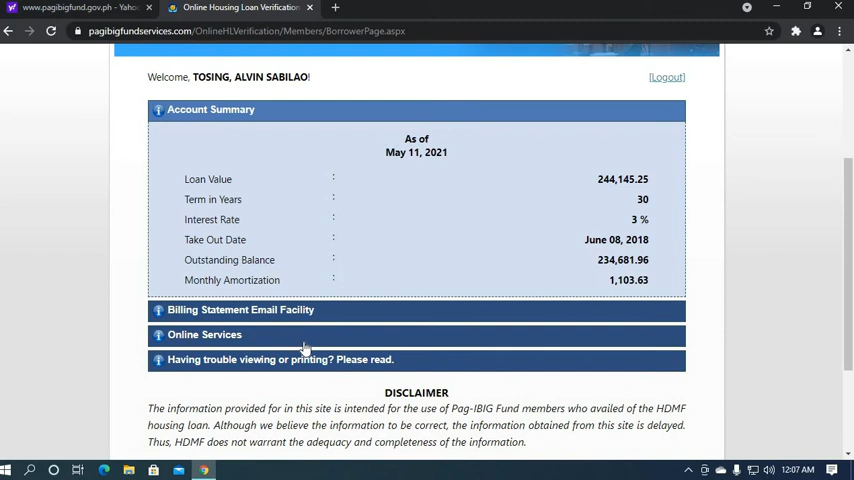 www.pagibigfund.gov.ph - Yahoo
Online Housing Loan Verification
pagibigfundservices.com/OnlineHLVerification/Members/BorrowerPage.aspx
Welcome, TOSING, ALVIN SABILAO!
[Logout]
Account Summary
As of
May 11, 2021
Loan Value : 244,145.25
Term in Years : 30
Interest Rate : 3 %
Take Out Date : June 08, 2018
Outstanding Balance : 234,681.96
Monthly Amortization : 1,103.63
Billing Statement Email Facility
Online Services
Having trouble viewing or printing? Please read.
DISCLAIMER
The information provided for in this site is intended for the use of Pag-IBIG Fund members who availed of the HDMF
housing loan. Although we believe the information to be correct, the information obtained from this site is delayed.
Thus, HDMF does not warrant the adequacy and completeness of the information.
12:07 AM